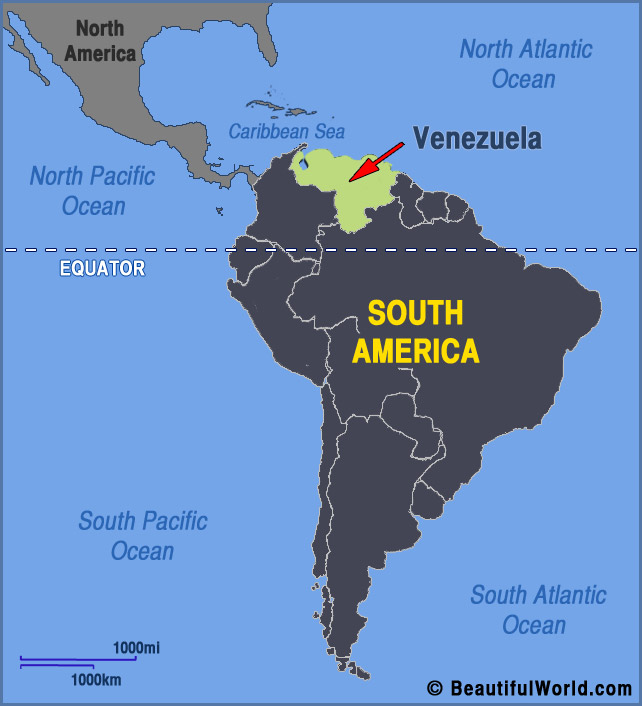 North
America
North Atlantic
Ocean
Caribbean Sea
Venezuela
North Pacific
Ocean
EQUATOR
SOUTH
AMERICA
South Pacific
Ocean
South Atlantic
Ocean
1000mi
1000km
© BeautifulWorld.com